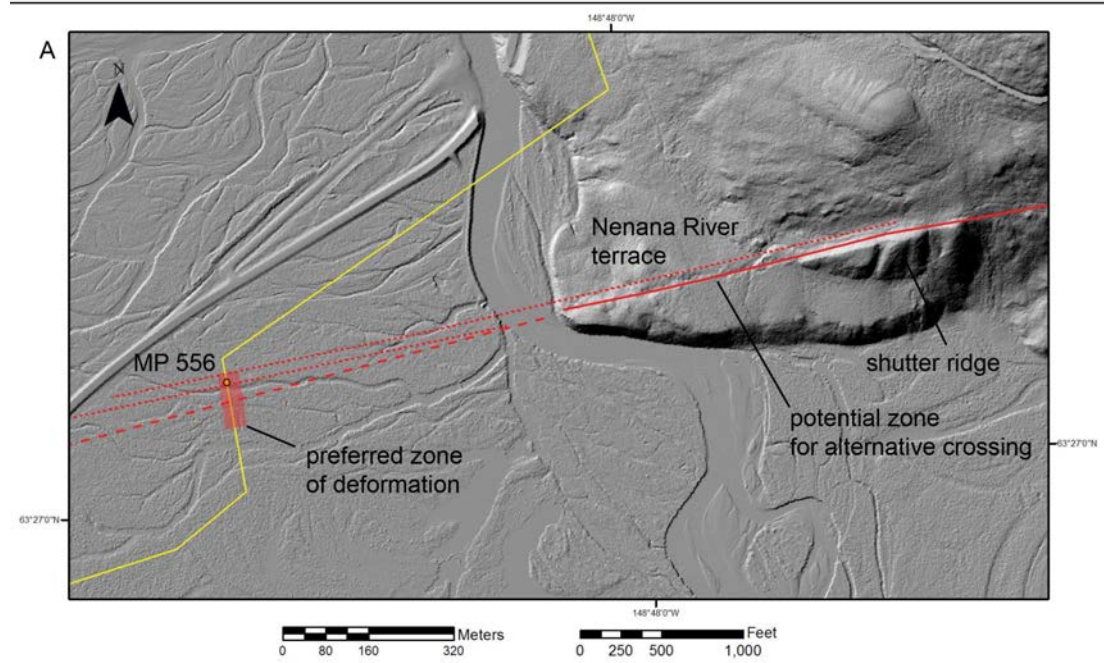 148°48'0"W
A
N
Nenana River
terrace
MP 556
shutter ridge
preferred zone
of deformation
potential zone
for alternative crossing
63°27'0"N
63°27'0"N
148°48'0"W
Meters
0 80 160 320
Feet
0 250 500 1,000